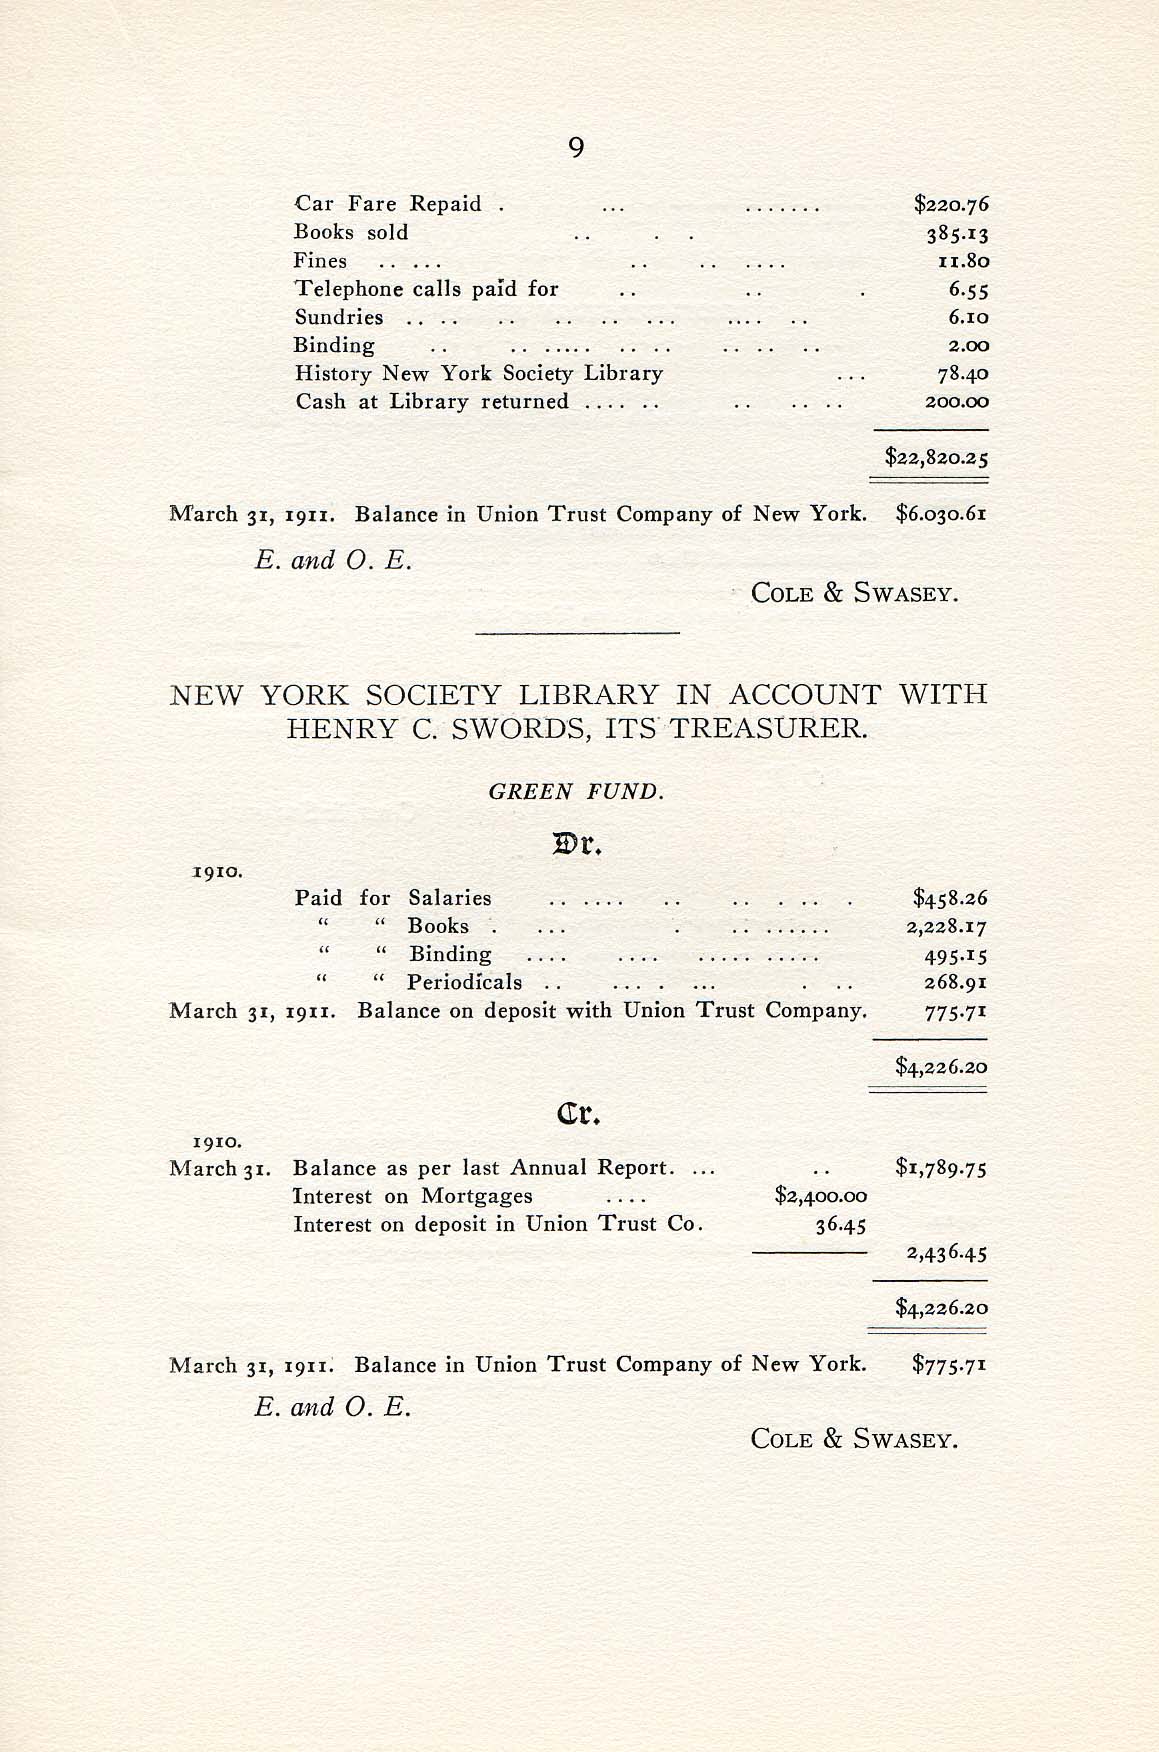 9
Car Fare Repaid . ... ....... $220.76
Books sold .. . . 385.13
Fines .. ... .. .. .... 11.80
Telephone calls paid for .. .. . 6.55
Sundries .. .. .. .. .. ... .... .. 6.10
Binding .. .. ..... .. .. .. .. .. 2.00
History New York Society Library ... 78.40
Cash at Library returned .... .. .. .. .. 200.00
$22,820.25
March 31, 1911. Balance in Union Trust Company of New York. $6.030.61
E. and O. E.
COLE & SWASEY.
NEW YORK SOCIETY LIBRARY IN ACCOUNT WITH
HENRY C. SWORDS, ITS TREASURER.
GREEN FUND.
Dr.
1910.
Paid for Salaries .. .... .. .. . .. . $458.26
“ “ Books . ... . .. ...... 2,228.17
“ “ Binding .... .... ..... ..... 495.15
“ “ Periodicals .. ... . ... . .. 268.91
March 31, 1911. Balance on deposit with Union Trust Company. 775.71
$4,226.20
Cr.
1910.
March 31. Balance as per last Annual Report. ... .. $1,789.75
Interest on Mortgages .... $2,400.00
Interest on deposit in Union Trust Co. 36.45
2,436.45
$4,226.20
March 31, 1911. Balance in Union Trust Company of New York. $775.71
E. and O. E.
COLE & SWASEY.